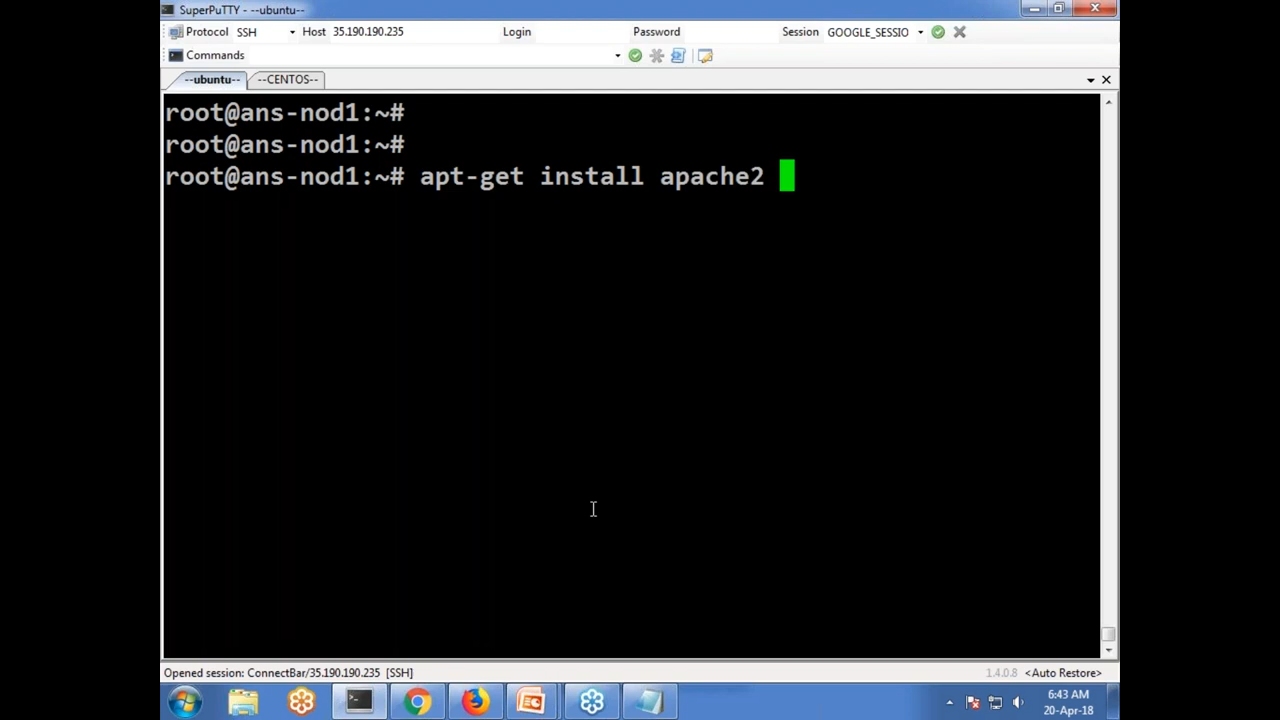 SuperPuTTY - --ubuntu--
Protocol SSH Host 35.190.190.235 Login Password Session GOOGLE_SESSIO
Commands
--ubuntu-- --CENTOS--
root@ans-nod1:~#
root@ans-nod1:~#
root@ans-nod1:~# apt-get install apache2
Opened session: ConnectBar/35.190.190.235 [SSH] 1.4.0.8 <Auto Restore>
6:43 AM
20-Apr-18